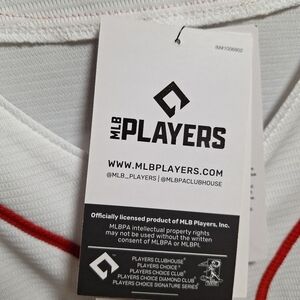 RN#1006902
MLB PLAYERS
WWW.MLBPLAYERS.COM
@MLB_PLAYERS | @MLBPACLUBHOUSE
Officially licensed product of MLB Players, Inc.
MLBPA intellectual property rights
may not be used without the written
consent of MLBPA or MLBPI.
PLAYERS CLUBHOUSE
PLAYERS CHOICE
PLAYERS CHOICE CLUB
PLAYERS CHOICE DIAMOND CLUB
PLAYERS CHOICE SIGNATURE SERIES